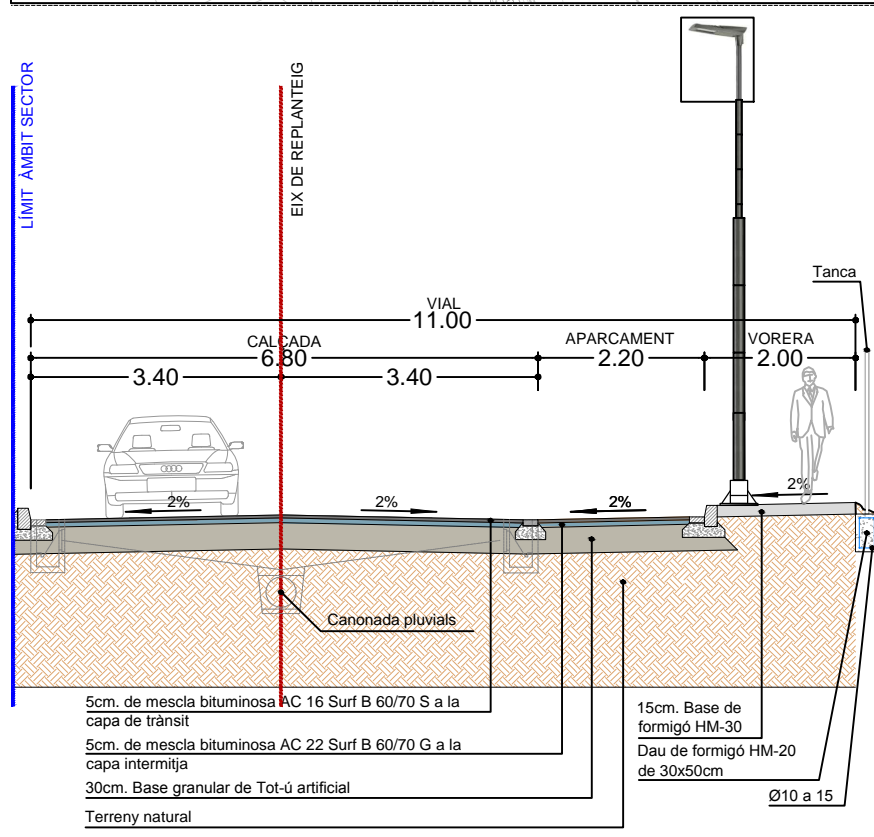 LÍMIT ÀMBIT SECTOR
EIX DE REPLANTEIG
Tanca
VIAL
11.00
CALÇADA
6.80
APARCAMENT
2.20
VORERA
2.00
3.40
3.40
2%
2%
2%
2%
Canonada pluvials
5cm. de mescla bituminosa AC 16 Surf B 60/70 S a la
capa de trànsit
5cm. de mescla bituminosa AC 22 Surf B 60/70 G a la
capa intermitja
30cm. Base granular de Tot-ú artificial
Terreny natural
15cm. Base de
formigó HM-30
Dau de formigó HM-20
de 30x50cm
Ø10 a 15